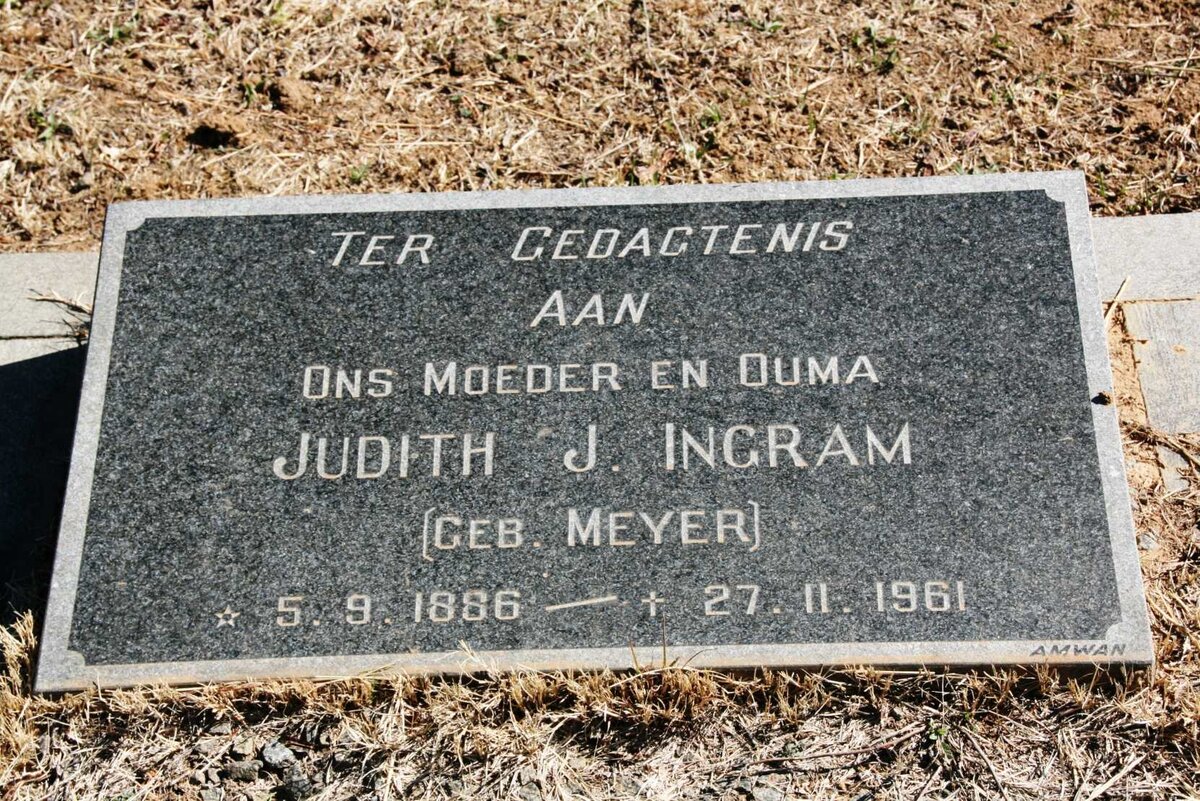 TER GEDACTENIS
AAN
ONS MOEDER EN OUMA
JUDITH J. INGRAM
(GEB. MEYER)
☆ 5. 9. 1886 — ✝ 27. 11. 1961
AMWAN